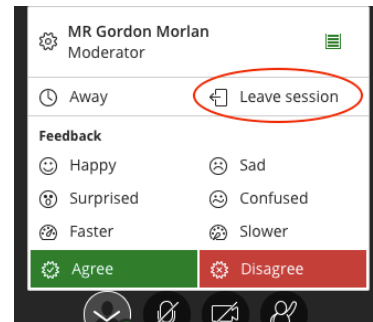 MR Gordon Morlan
Moderator
Away
Leave session
Feedback
Happy
Sad
Surprised
Confused
Faster
Slower
Agree
Disagree